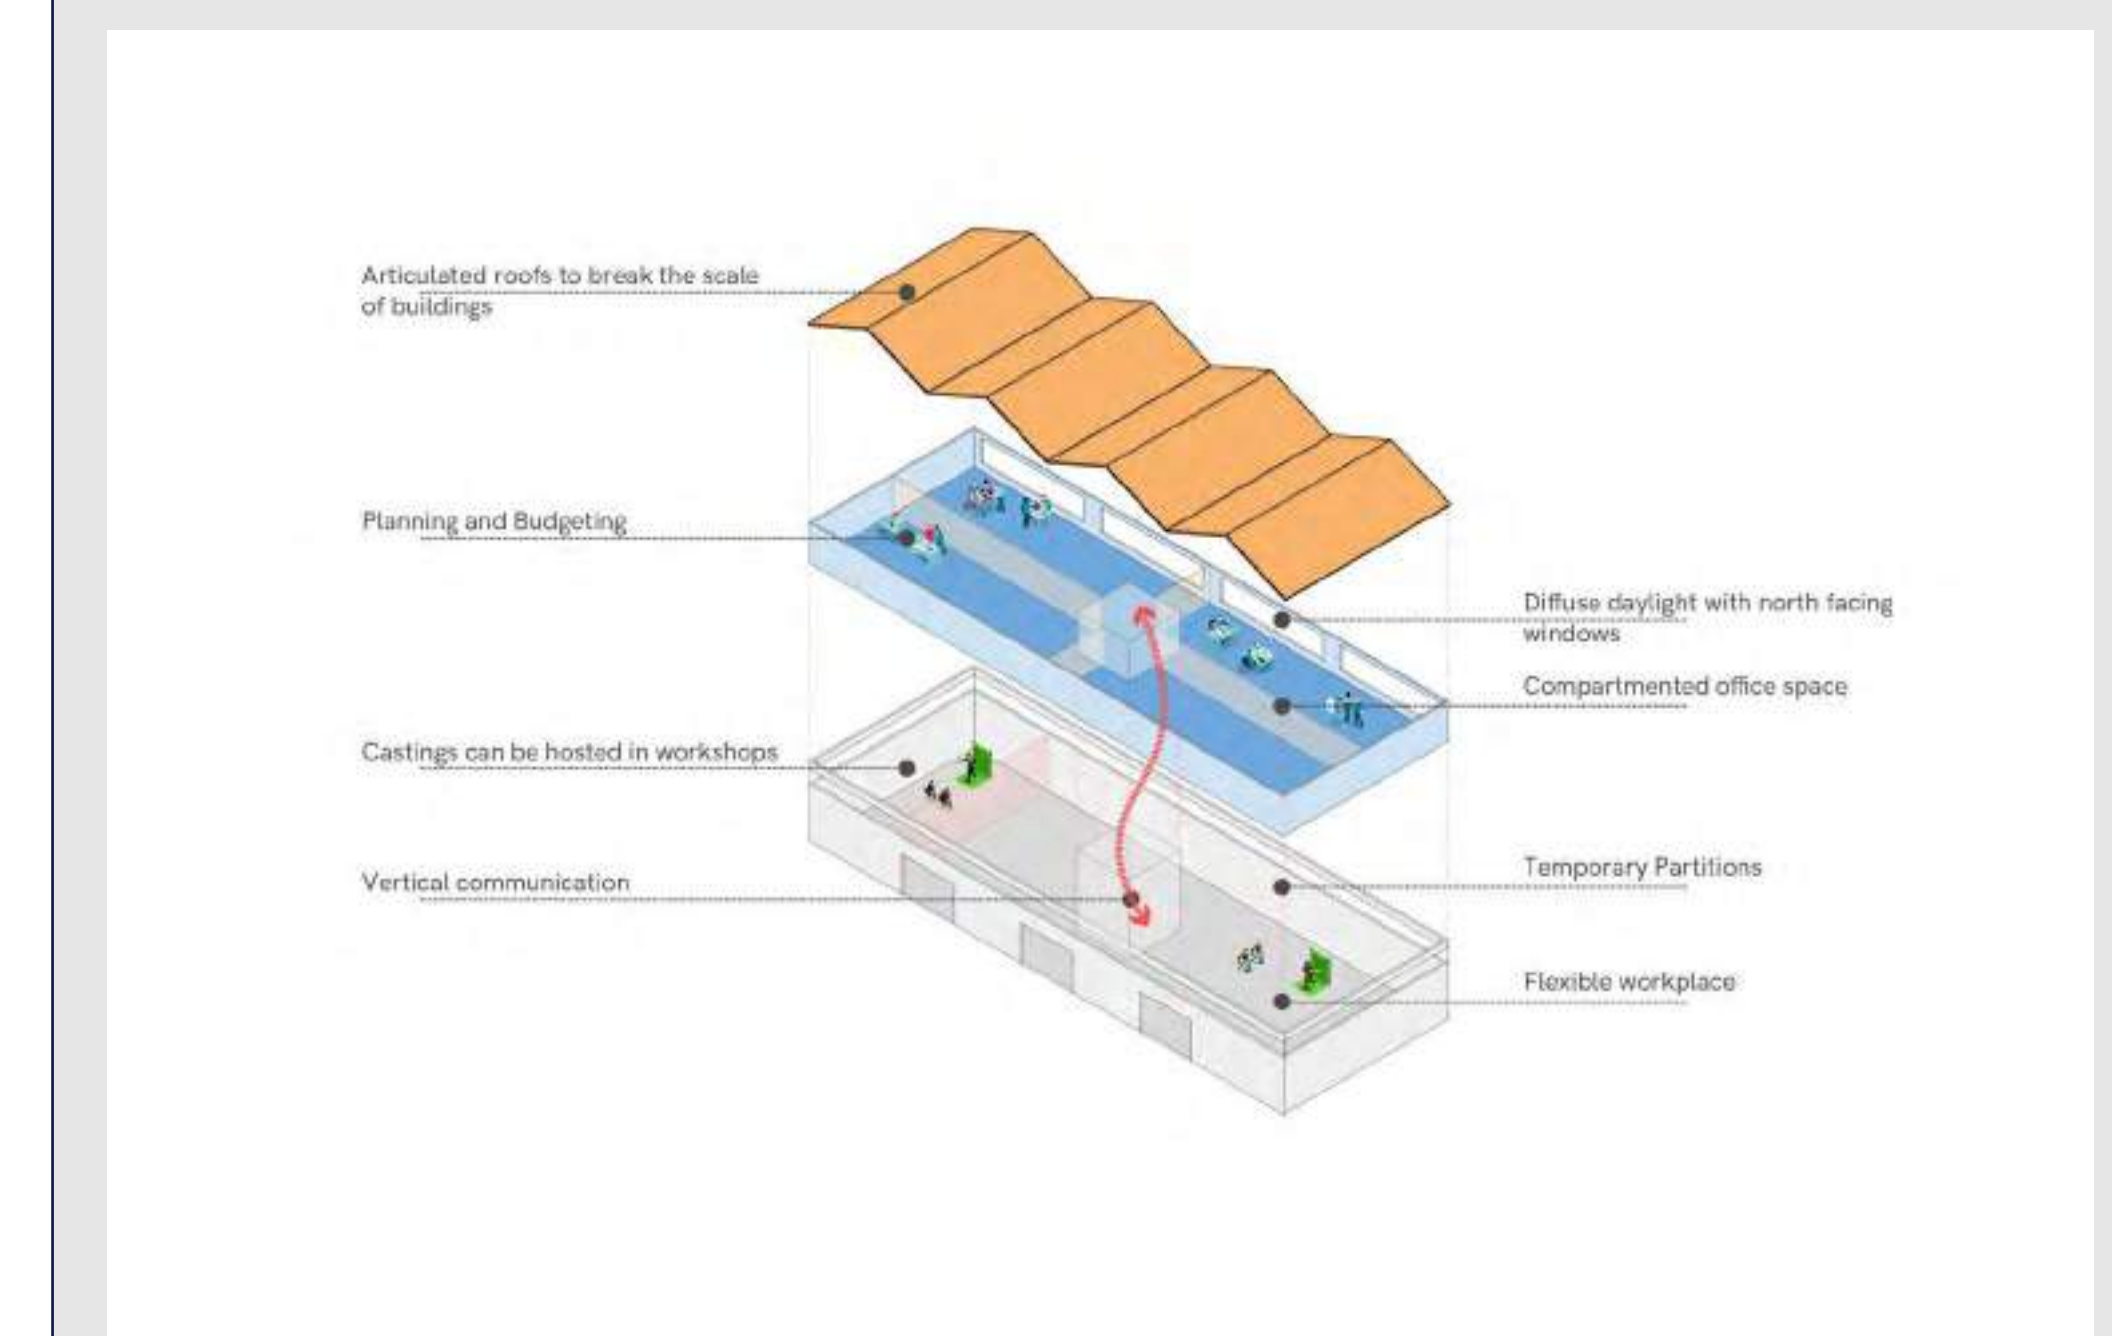 Articulated roofs to break the scale
of buildings
Planning and Budgeting
Castings can be hosted in workshops
Vertical communication
Diffuse daylight with north facing
windows
Compartmented office space
Temporary Partitions
Flexible workplace